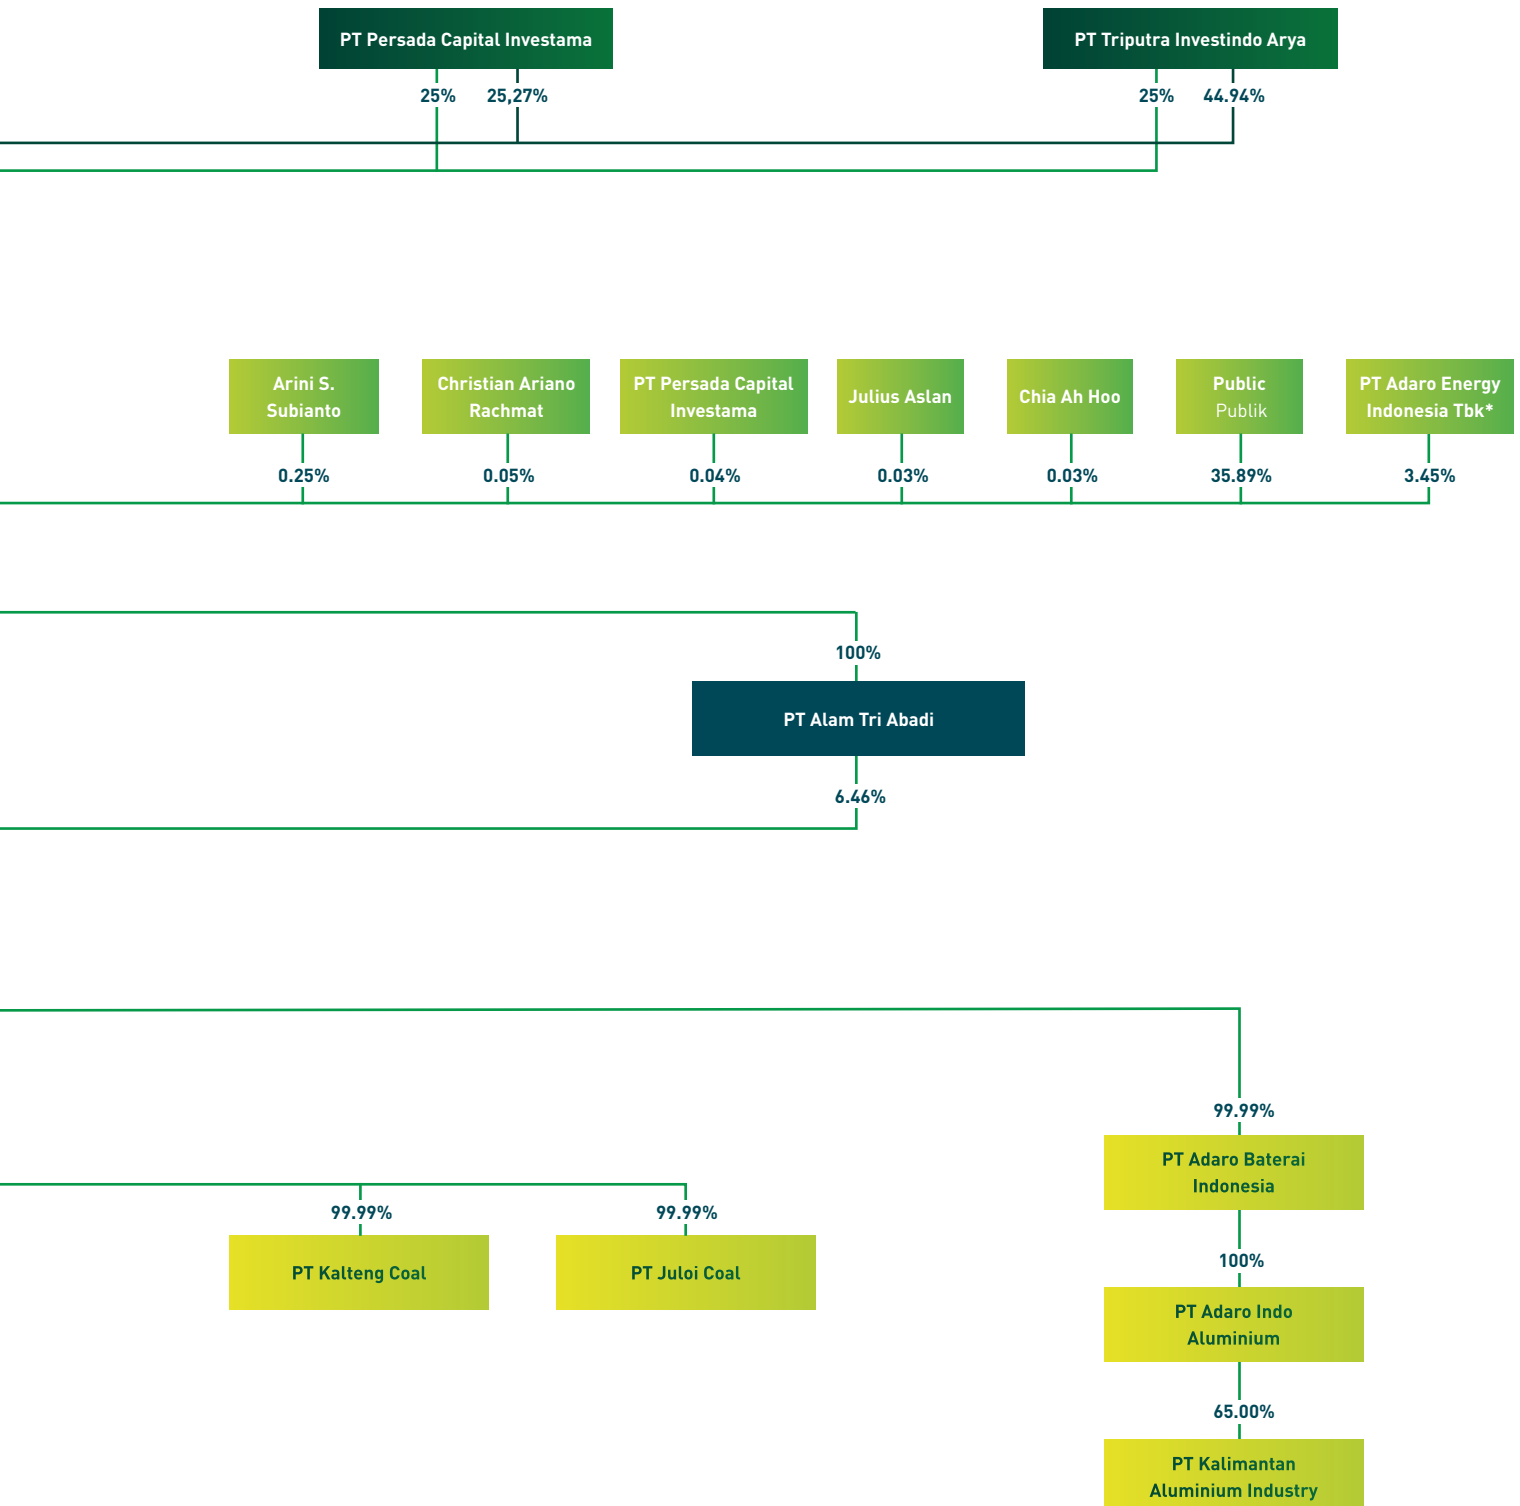 PT Persada Capital Investama
PT Triputra Investindo Arya
25%
25,27%
25%
44.94%
Arini S.
Subianto
Christian Ariano
Rachmat
PT Persada Capital
Investama
Julius Aslan
Chia Ah Hoo
Public
Publik
PT Adaro Energy
Indonesia Tbk*
0.25%
0.05%
0.04%
0.03%
0.03%
35.89%
3.45%
100%
PT Alam Tri Abadi
6.46%
99.99%
PT Adaro Baterai
Indonesia
99.99%
99.99%
PT Kalteng Coal
PT Juloi Coal
100%
PT Adaro Indo
Aluminium
65.00%
PT Kalimantan
Aluminium Industry